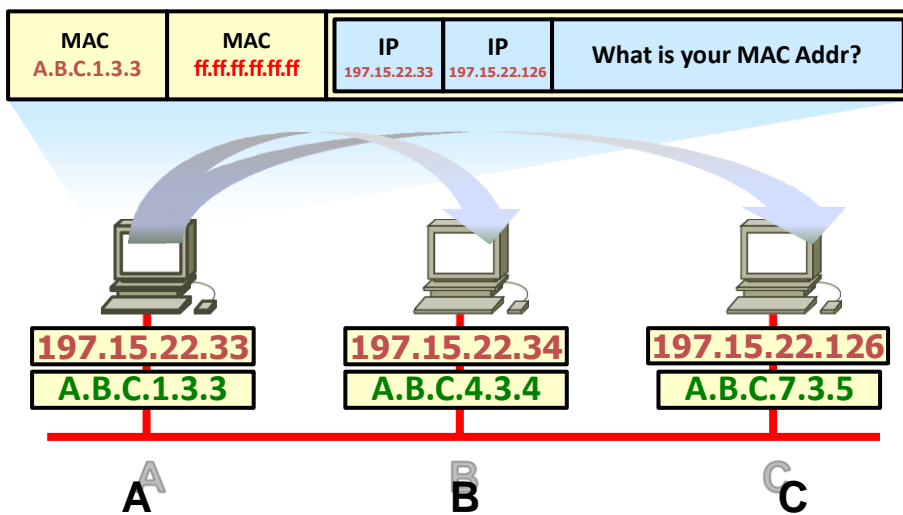 MAC
A.B.C.1.3.3
MAC
ff.ff.ff.ff.ff.ff
IP
197.15.22.33
IP
197.15.22.126
What is your MAC Addr?
197.15.22.33
A.B.C.1.3.3
197.15.22.34
A.B.C.4.3.4
197.15.22.126
A.B.C.7.3.5
A
B
C